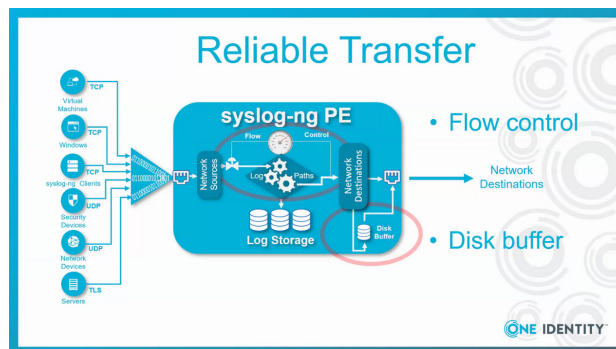 Reliable Transfer
TCP
Virtual
Machines
TCP
Windows
TCP
syslog-ng Clients
UDP
Security
Devices
UDP
Network
Devices
TLS
Servers
syslog-ng PE
Flow Control
Network
Sources
Log Paths
Network
Destinations
Log Storage
Disk
Buffer
• Flow control
Network
Destinations
• Disk buffer
ONE IDENTITY